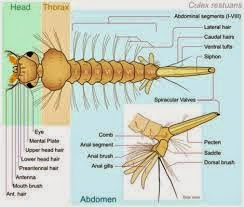 Culex restuans
Head
Thorax
Abdominal segments (I-VIII)
Lateral hair
Caudal hairs
Ventral tufts
Siphon
Spiracular Valves
Eye
Mental Plate
Upper head hair
Lower head hair
Preantennal hair
Antenna
Mouth brush
Ant. hair
Comb
Anal segment
Anal brush
Anal gills
Pecten
Saddle
Dorsal brush
Abdomen
Side view